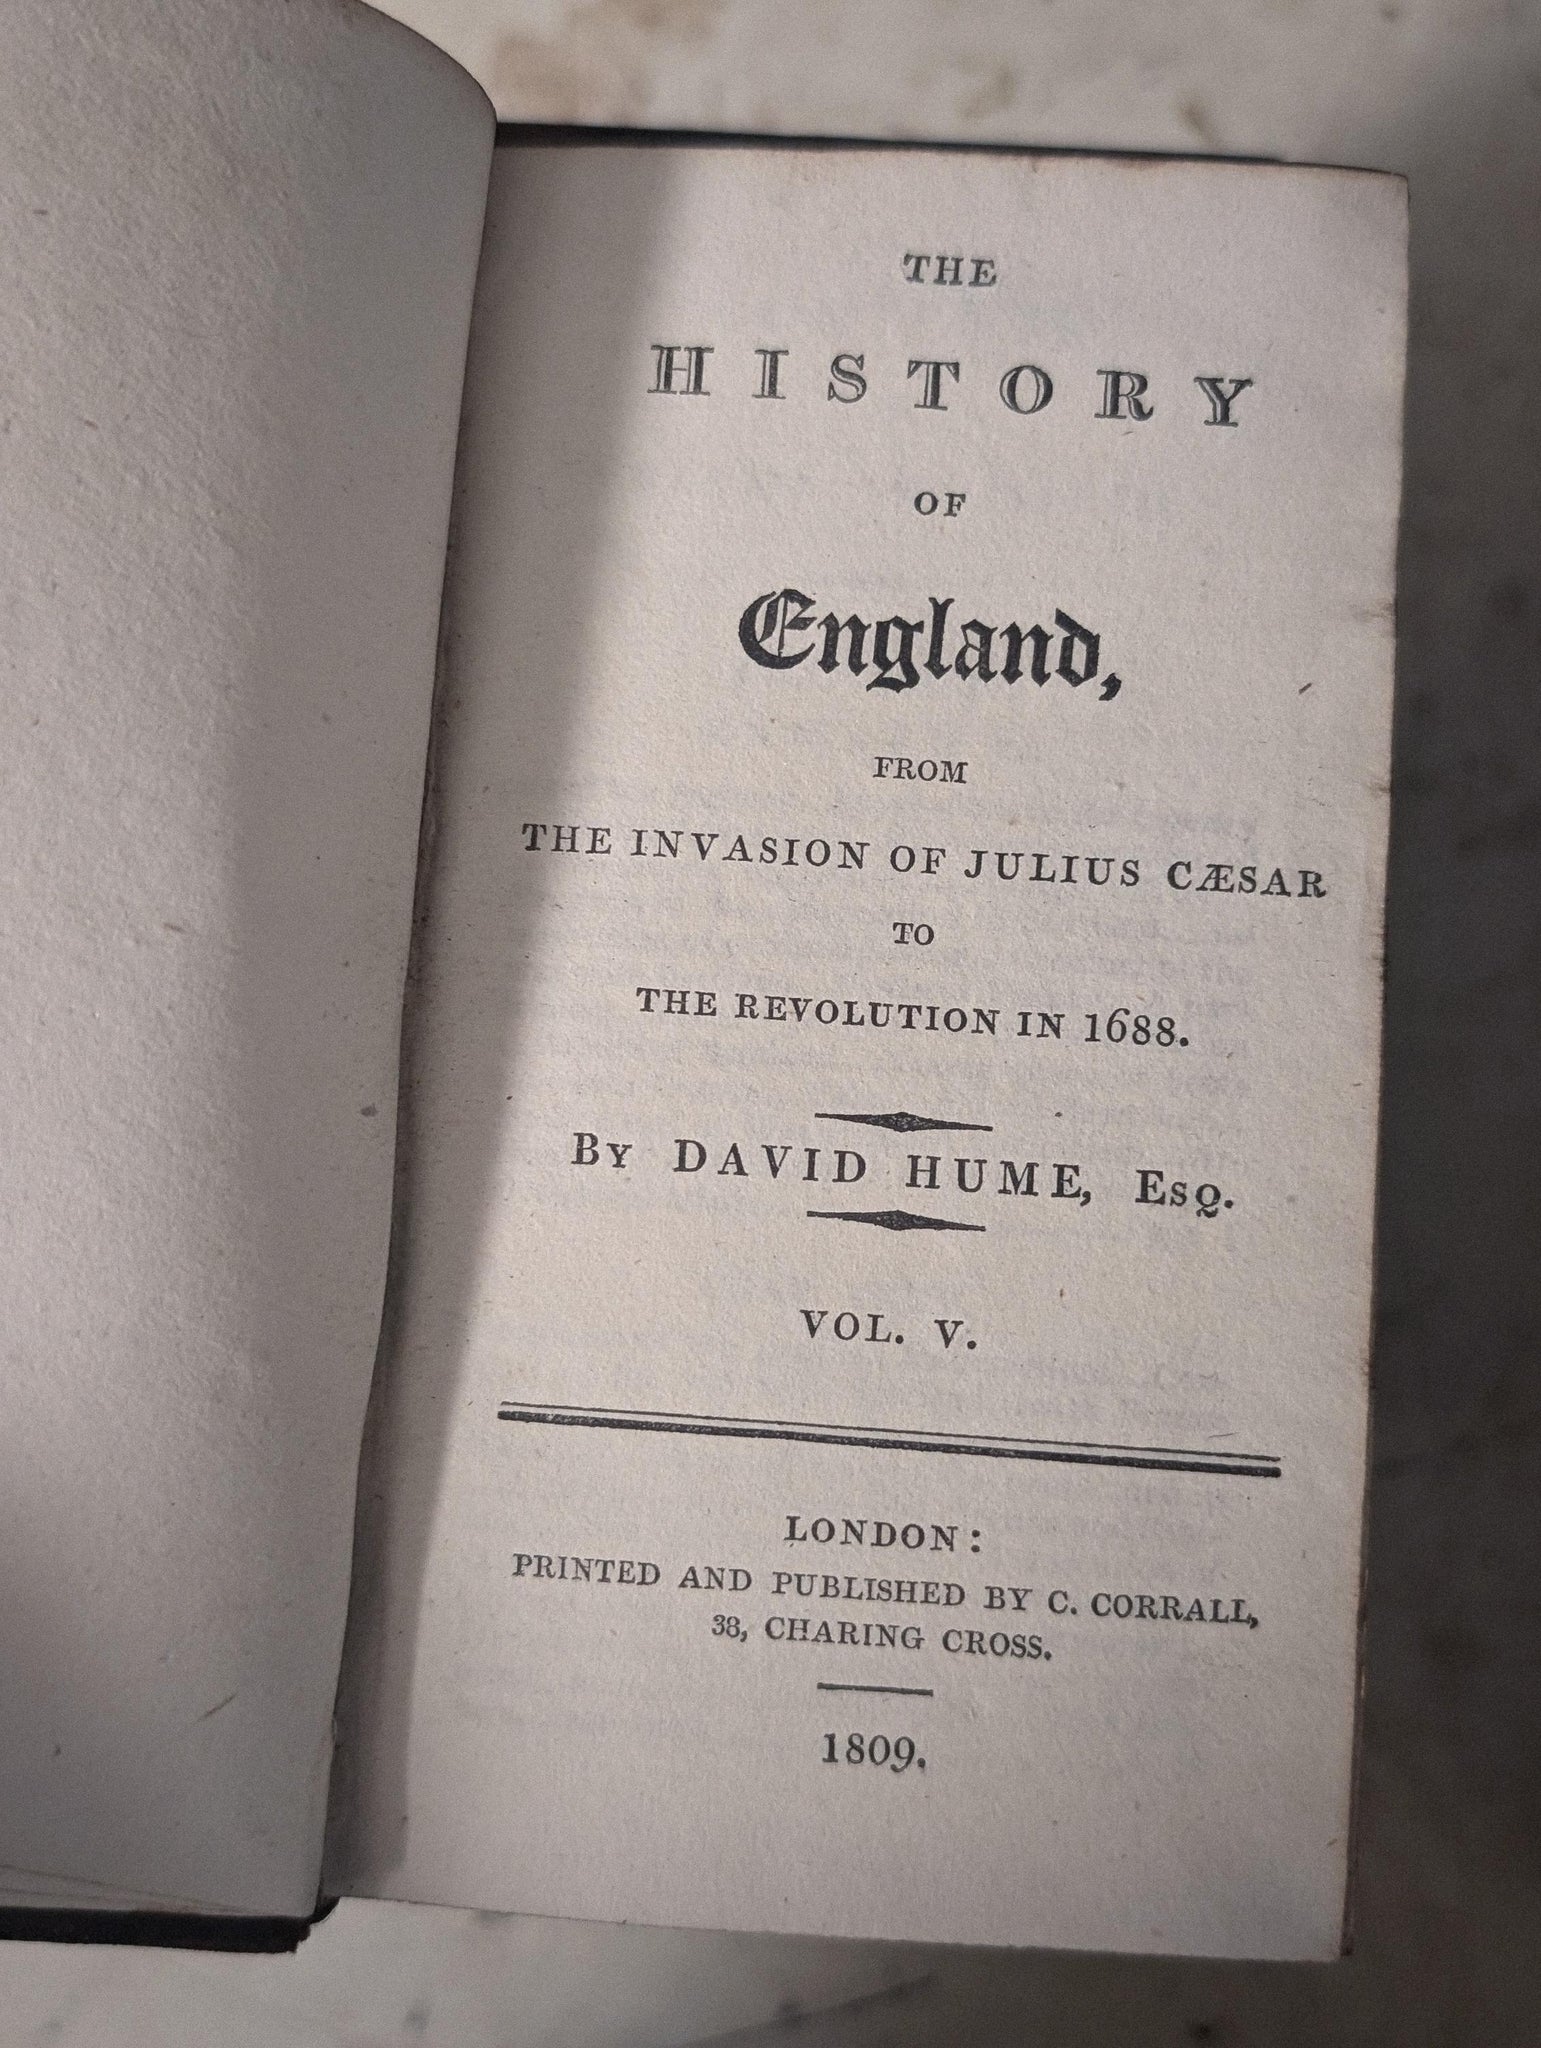 THE
HISTORY
OF
England,
FROM
THE INVASION OF JULIUS CÆSAR
TO
THE REVOLUTION IN 1688.
By DAVID HUME, Esq.
VOL. V.
LONDON:
PRINTED AND PUBLISHED BY C. CORRALL,
38, CHARING CROSS.
1809.